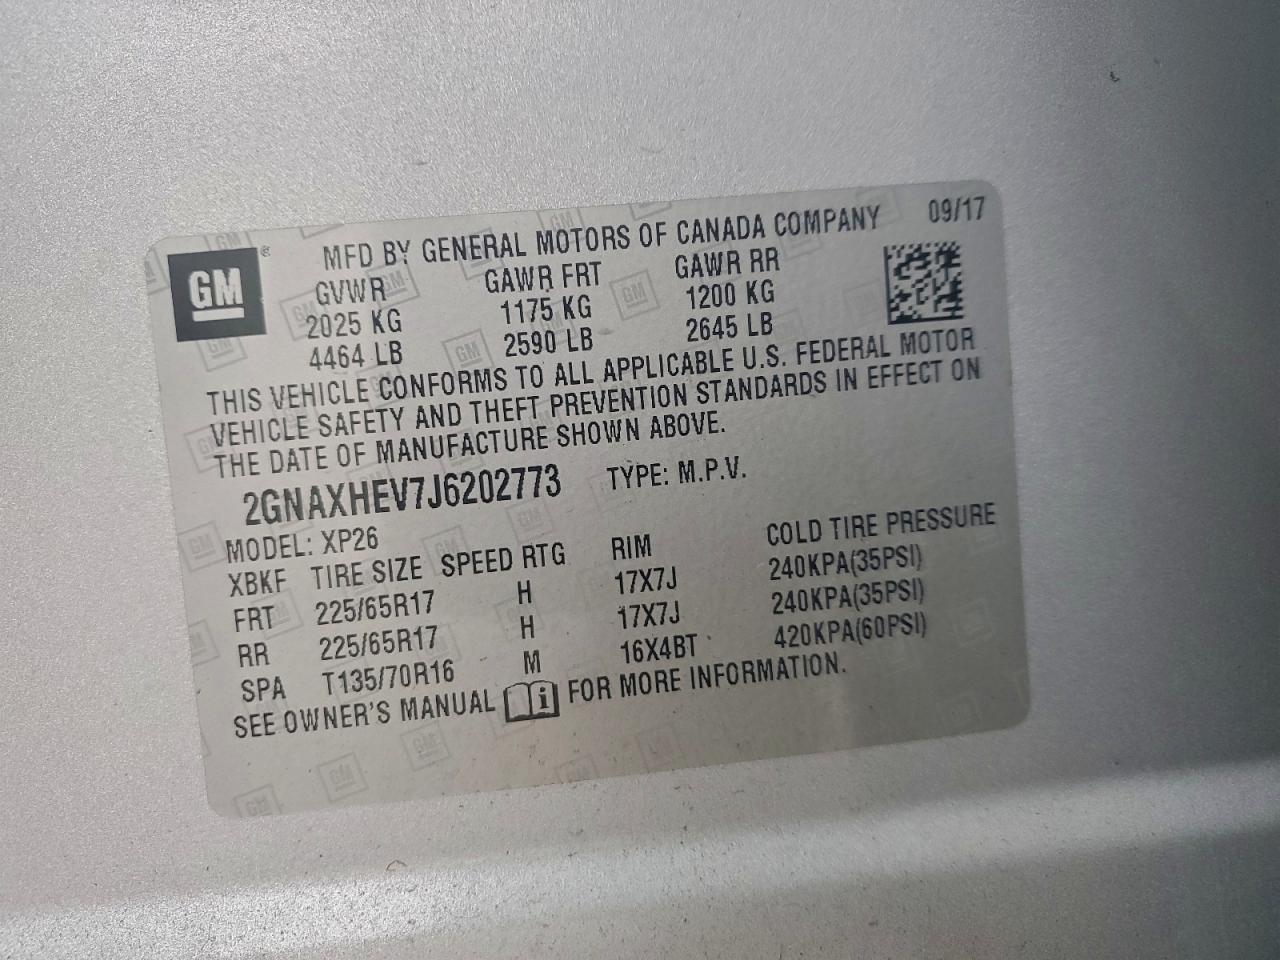 GM ®
MFD BY GENERAL MOTORS OF CANADA COMPANY 09/17
GVWR GAWR FRT GAWR RR
2025 KG 1175 KG 1200 KG
4464 LB 2590 LB 2645 LB
THIS VEHICLE CONFORMS TO ALL APPLICABLE U.S. FEDERAL MOTOR
VEHICLE SAFETY AND THEFT PREVENTION STANDARDS IN EFFECT ON
THE DATE OF MANUFACTURE SHOWN ABOVE.
2GNAXHEV7J6202773 TYPE: M.P.V.
MODEL: XP26
XBKF TIRE SIZE SPEED RTG RIM COLD TIRE PRESSURE
FRT 225/65R17 H 17X7J 240KPA(35PSI)
RR 225/65R17 H 17X7J 240KPA(35PSI)
SPA T135/70R16 M 16X4BT 420KPA(60PSI)
SEE OWNER'S MANUAL i FOR MORE INFORMATION.